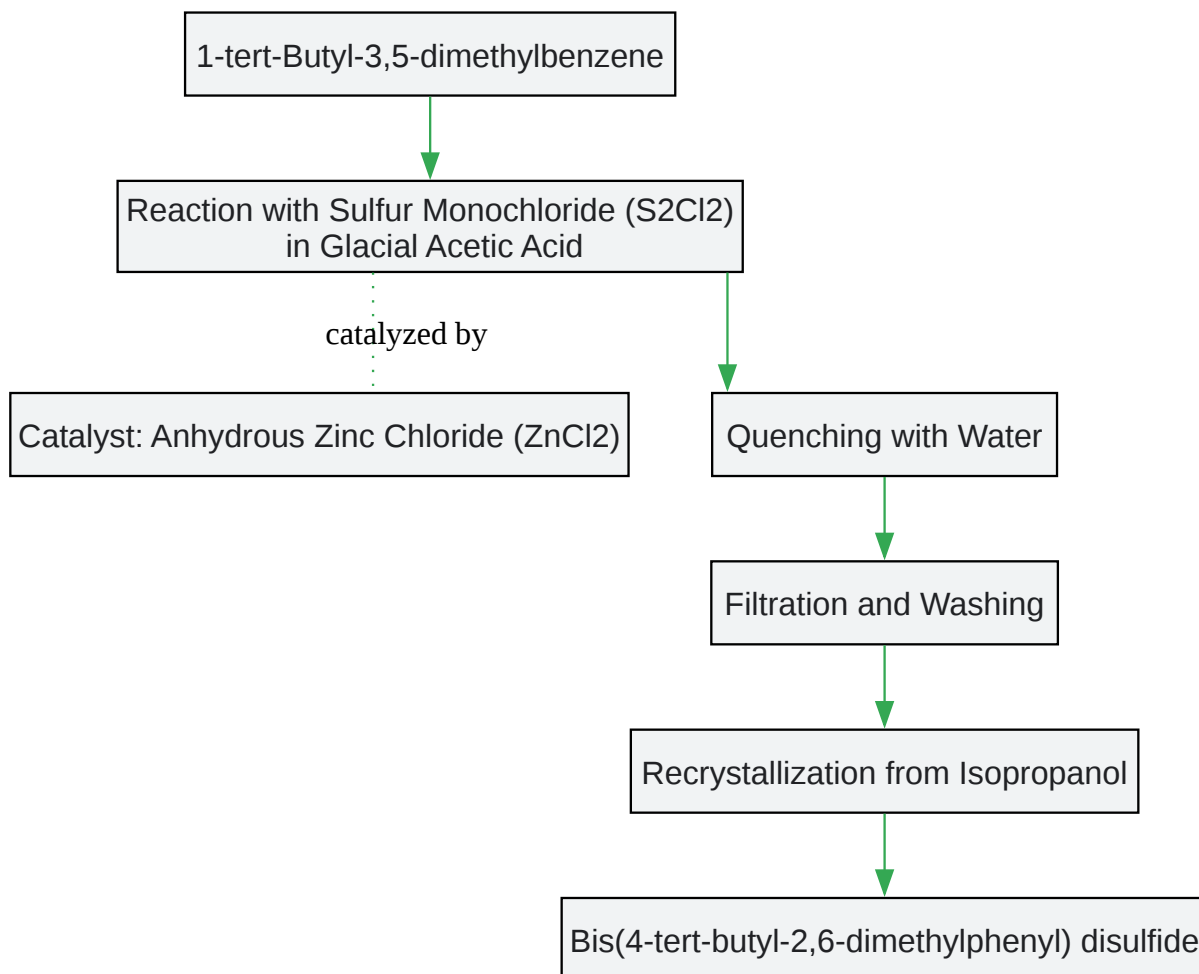 1-tert-Butyl-3,5-dimethylbenzene
Reaction with Sulfur Monochloride (S2Cl2)
in Glacial Acetic Acid
catalyzed by
Catalyst: Anhydrous Zinc Chloride (ZnCl2)
Quenching with Water
Filtration and Washing
Recrystallization from Isopropanol
Bis(4-tert-butyl-2,6-dimethylphenyl) disulfide